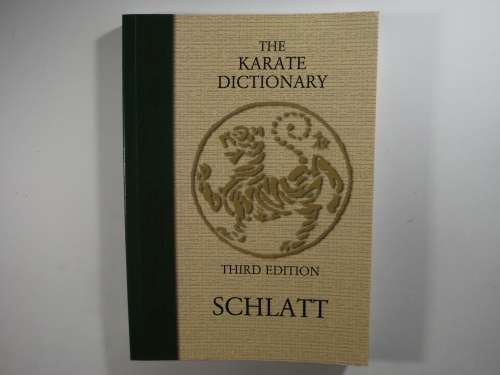 THE
KARATE
DICTIONARY
THIRD EDITION
SCHLATT